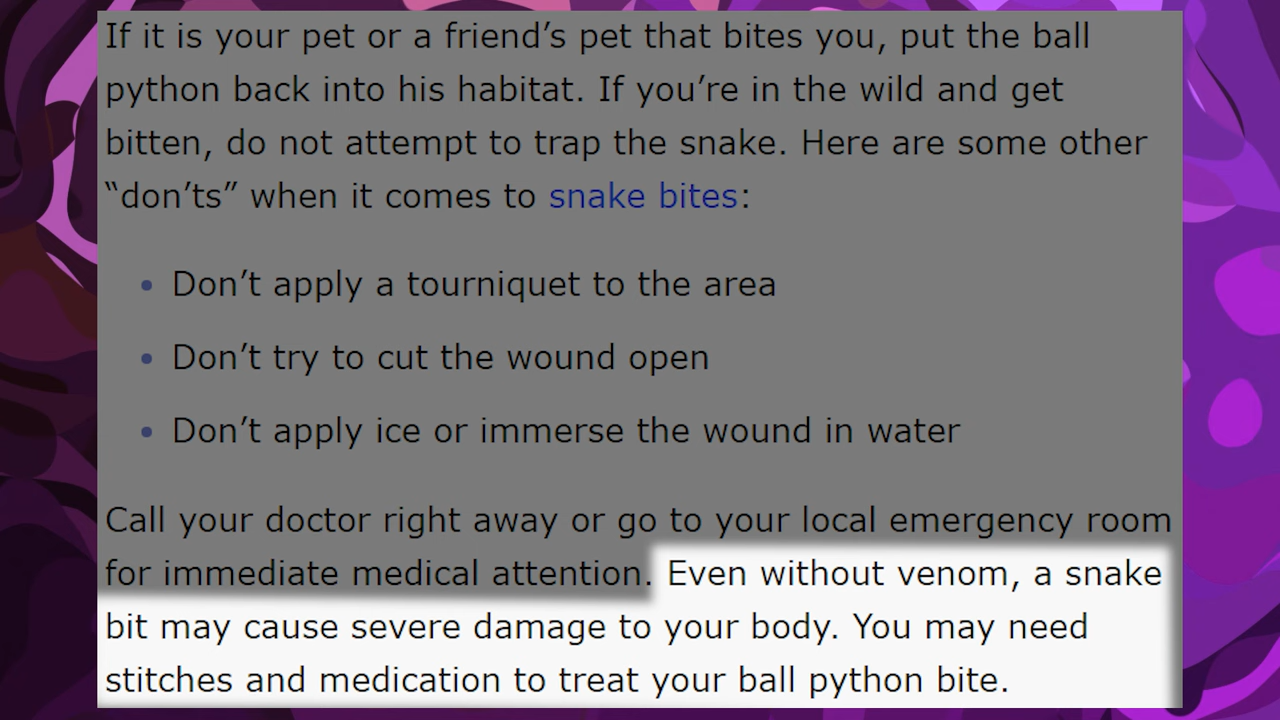 If it is your pet or a friend’s pet that bites you, put the ball
python back into his habitat. If you’re in the wild and get
bitten, do not attempt to trap the snake. Here are some other
“don’ts” when it comes to snake bites:
• Don’t apply a tourniquet to the area
• Don’t try to cut the wound open
• Don’t apply ice or immerse the wound in water
Call your doctor right away or go to your local emergency room
for immediate medical attention. Even without venom, a snake
bit may cause severe damage to your body. You may need
stitches and medication to treat your ball python bite.